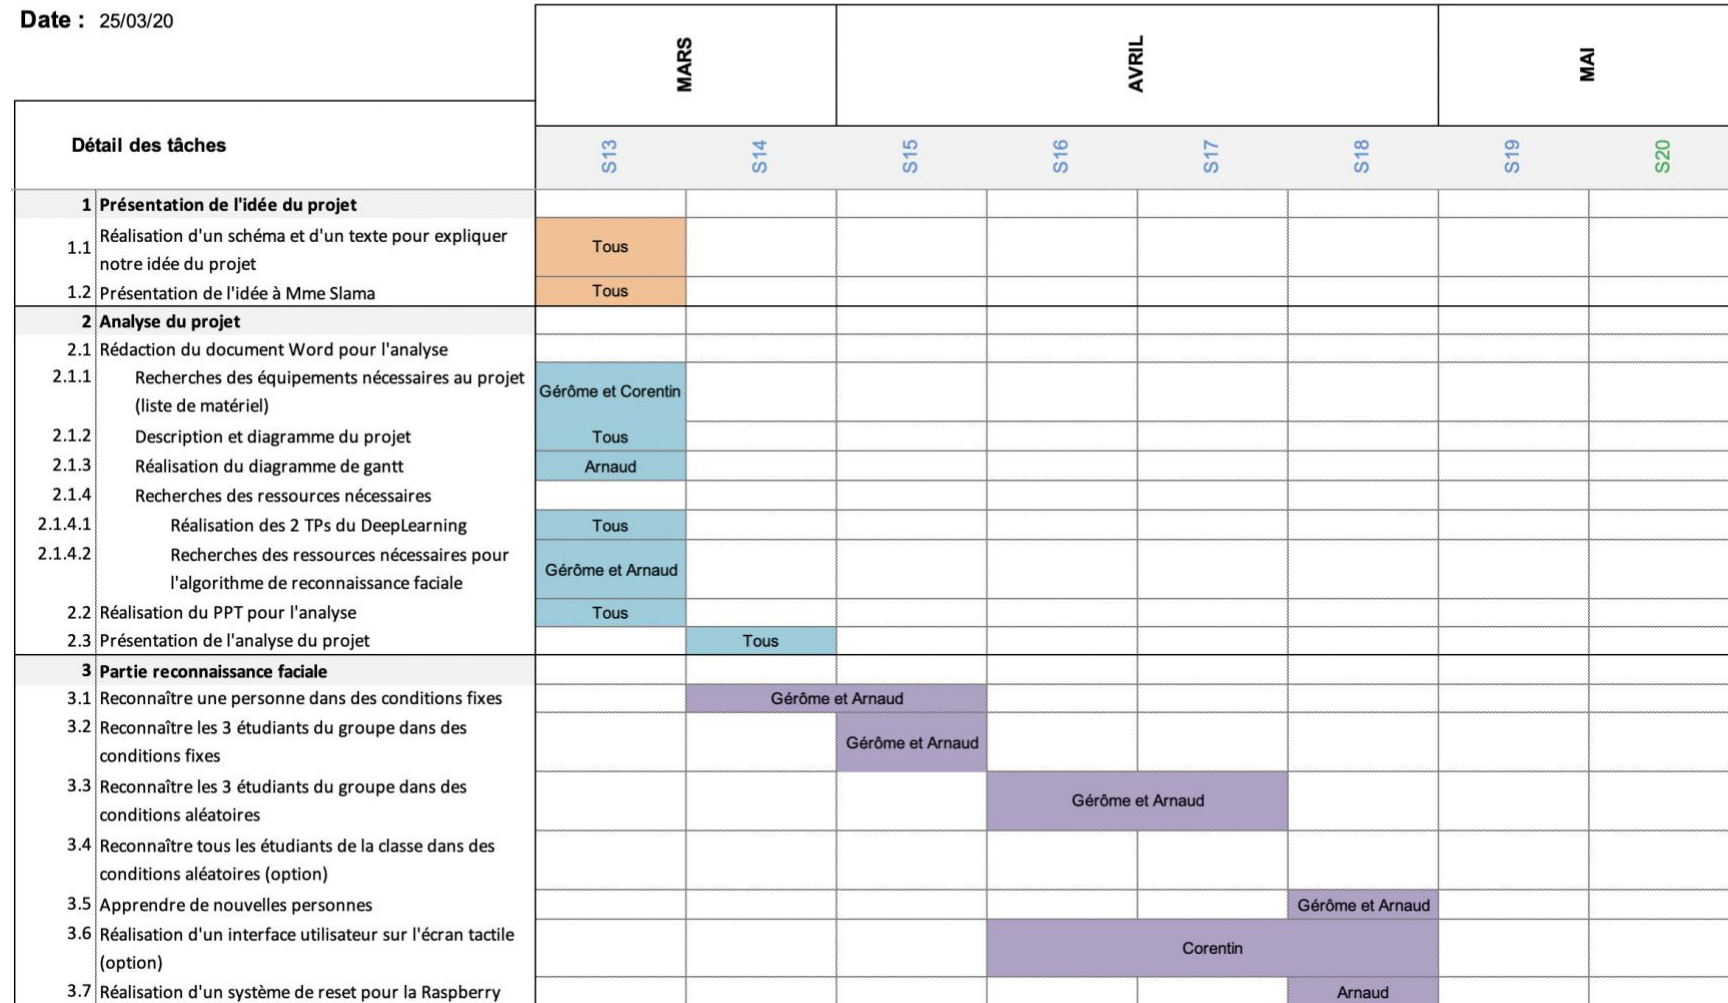 Date : 25/03/20
MARS
AVRIL
MAI
Détail des tâches
S13
S14
S15
S16
S17
S18
S19
S20
1 Présentation de l'idée du projet
1.1 Réalisation d'un schéma et d'un texte pour expliquer
notre idée du projet
Tous
1.2 Présentation de l'idée à Mme Slama
Tous
2 Analyse du projet
2.1 Rédaction du document Word pour l'analyse
2.1.1 Recherches des équipements nécessaires au projet
(liste de matériel)
Gérôme et Corentin
2.1.2 Description et diagramme du projet
Tous
2.1.3 Réalisation du diagramme de gantt
Arnaud
2.1.4 Recherches des ressources nécessaires
2.1.4.1 Réalisation des 2 TPs du DeepLearning
Tous
2.1.4.2 Recherches des ressources nécessaires pour
l'algorithme de reconnaissance faciale
Gérôme et Arnaud
2.2 Réalisation du PPT pour l'analyse
Tous
2.3 Présentation de l'analyse du projet
Tous
3 Partie reconnaissance faciale
3.1 Reconnaître une personne dans des conditions fixes
Gérôme et Arnaud
3.2 Reconnaître les 3 étudiants du groupe dans des
conditions fixes
Gérôme et Arnaud
3.3 Reconnaître les 3 étudiants du groupe dans des
conditions aléatoires
Gérôme et Arnaud
3.4 Reconnaître tous les étudiants de la classe dans des
conditions aléatoires (option)
3.5 Apprendre de nouvelles personnes
Gérôme et Arnaud
3.6 Réalisation d'un interface utilisateur sur l'écran tactile
(option)
Corentin
3.7 Réalisation d'un système de reset pour la Raspberry
Arnaud